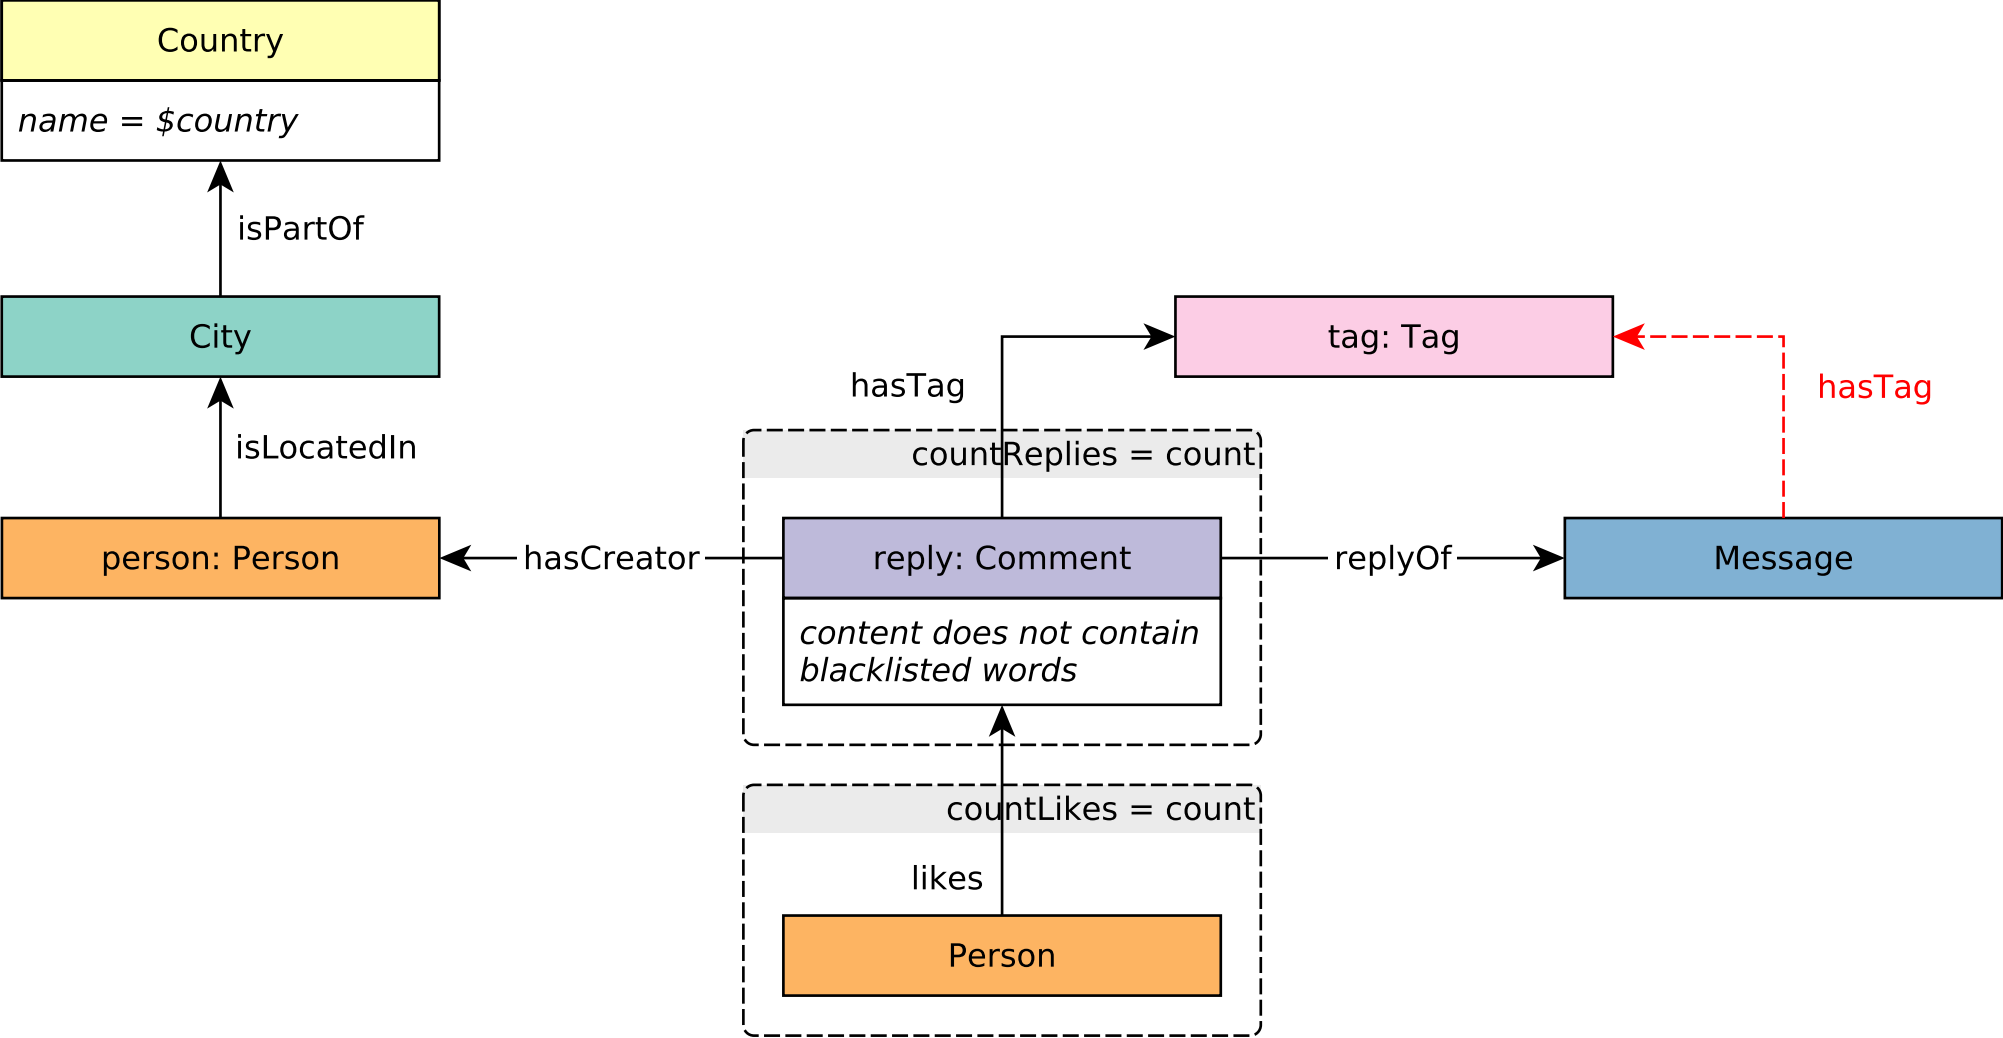 Country
name = $country
isPartOf
City
tag: Tag
hasTag
hasTag
isLocatedIn
countReplies = count
person: Person
hasCreator
reply: Comment
replyOf
Message
content does not contain
blacklisted words
countLikes = count
likes
Person